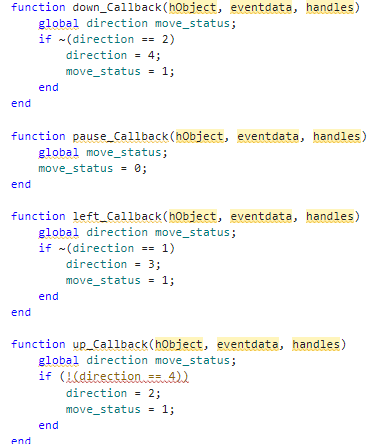 function down_Callback(hObject, eventdata, handles)
    global direction move_status;
    if ~(direction == 2)
        direction = 4;
        move_status = 1;
    end
end

function pause_Callback(hObject, eventdata, handles)
    global move_status;
    move_status = 0;
end

function left_Callback(hObject, eventdata, handles)
    global direction move_status;
    if ~(direction == 1)
        direction = 3;
        move_status = 1;
    end
end

function up_Callback(hObject, eventdata, handles)
    global direction move_status;
    if (!(direction == 4))
        direction = 2;
        move_status = 1;
    end
end